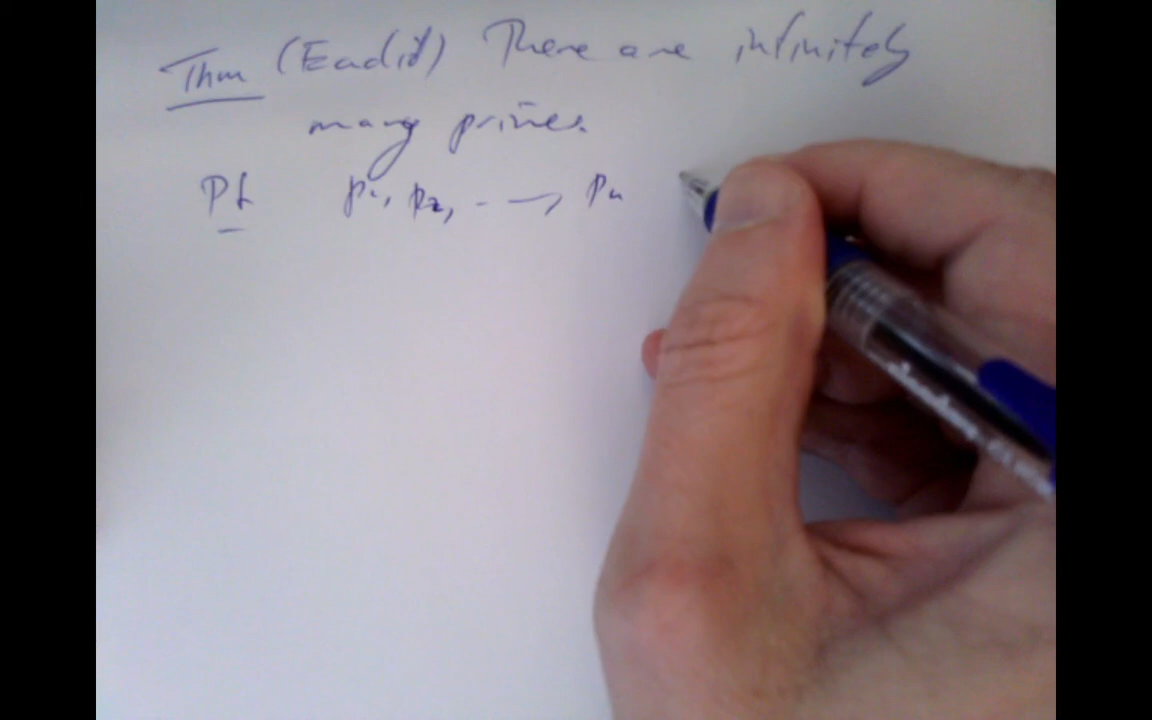 Thm (Euclid) There are infinitely
many primes.
Pf p₁, p₂, . . . , pₙ